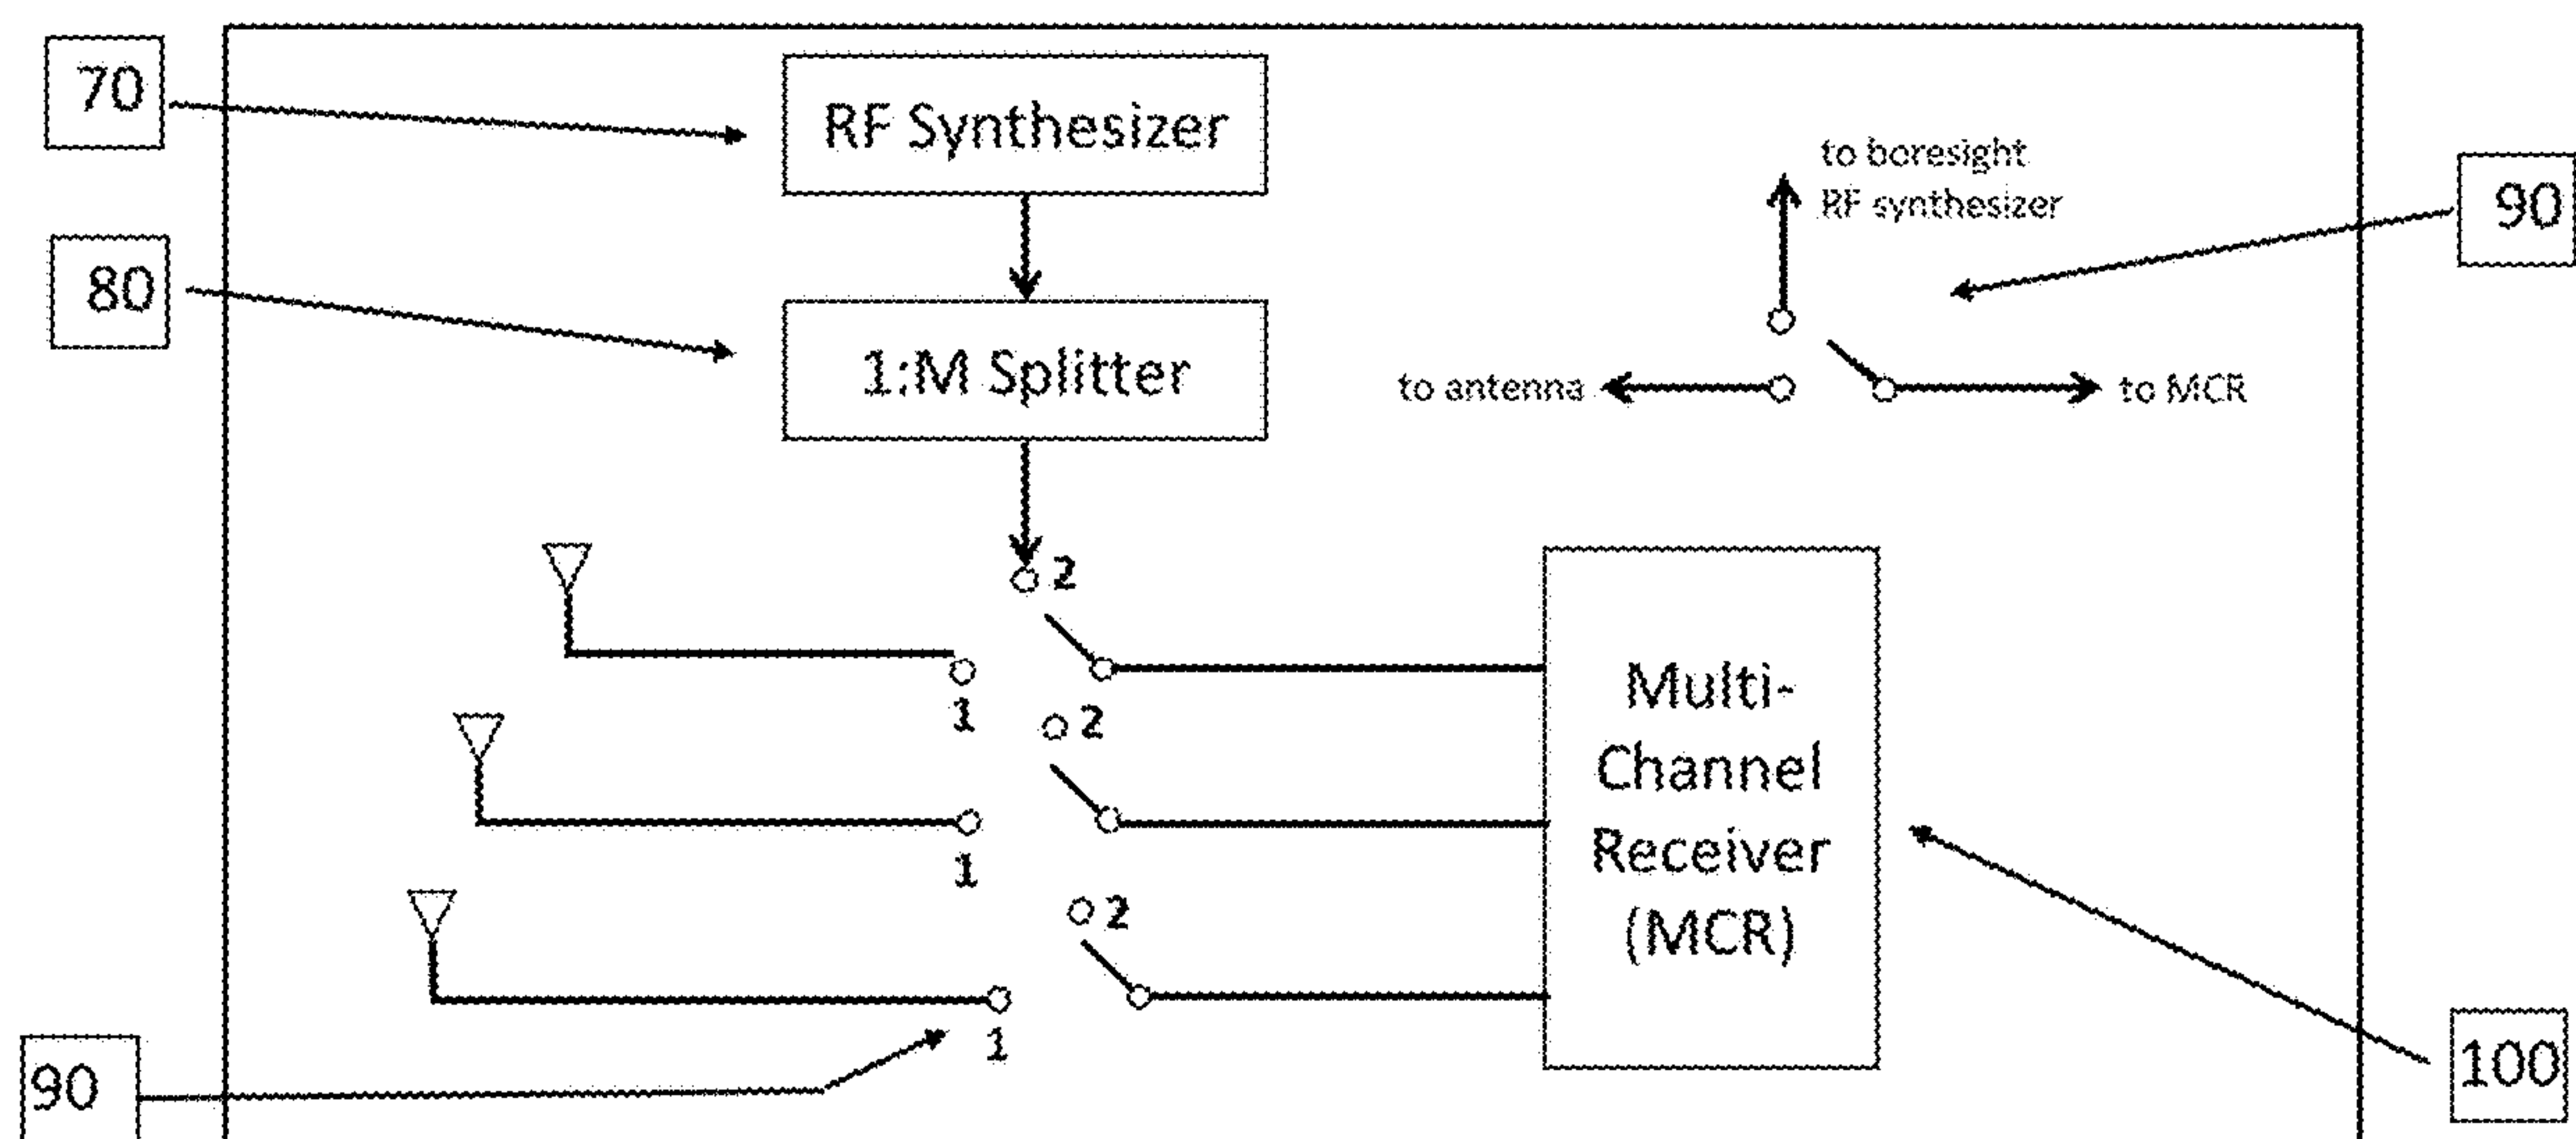 70
RF Synthesizer
to boresight
RF synthesizer
90
80
1:M Splitter
to antenna
to MCR
2
1
2
1
2
1
Multi-
Channel
Receiver
(MCR)
90
100